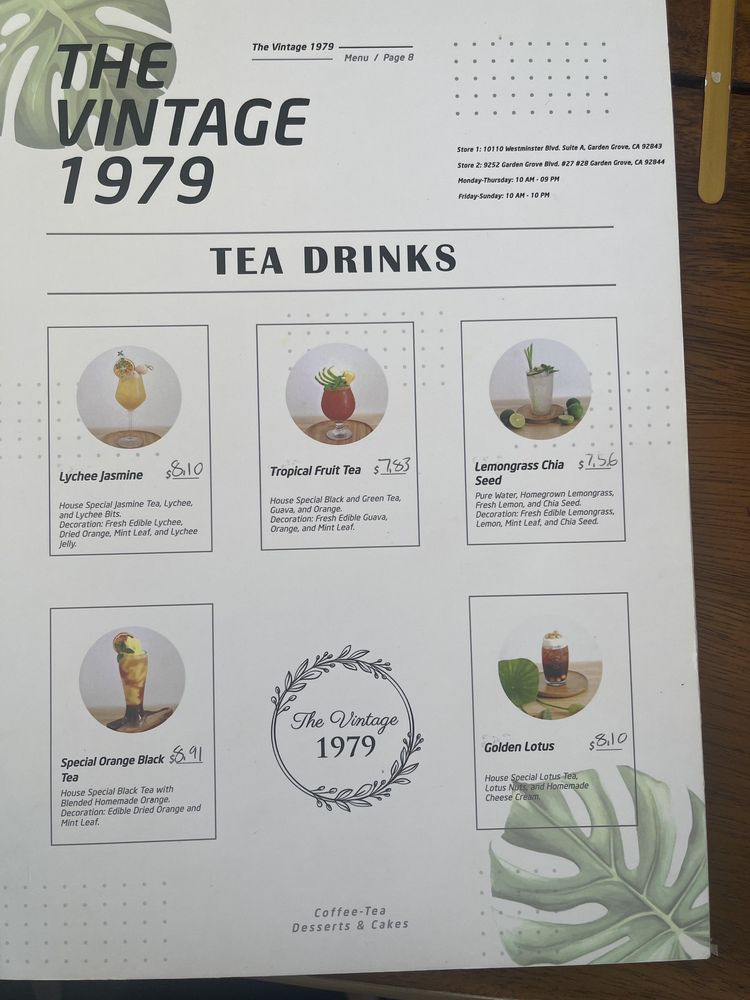 THE
VINTAGE
1979
The Vintage 1979
Menu / Page 8
Store 1: 10110 Westminster Blvd. Suite A, Garden Grove, CA 92843
Store 2: 9252 Garden Grove Blvd. #27 #28 Garden Grove, CA 92844
Monday-Thursday: 10 AM - 09 PM
Friday-Sunday: 10 AM - 10 PM
TEA DRINKS
Lychee Jasmine $8.10
House Special Jasmine Tea, Lychee,
and Lychee Bits.
Decoration: Fresh Edible Lychee,
Dried Orange, Mint Leaf, and Lychee
Jelly.
Tropical Fruit Tea $7.83
House Special Black and Green Tea,
Guava, and Orange.
Decoration: Fresh Edible Guava,
Orange, and Mint Leaf.
Lemongrass Chia $7.56
Seed
Pure Water, Homegrown Lemongrass,
Fresh Lemon, and Chia Seed.
Decoration: Fresh Edible Lemongrass,
Lemon, Mint Leaf, and Chia Seed.
Special Orange Black $8.91
Tea
House Special Black Tea with
Blended Homemade Orange.
Decoration: Edible Dried Orange and
Mint Leaf.
The Vintage
1979
Golden Lotus $8.10
House Special Lotus Tea,
Lotus Nuts, and Homemade
Cheese Cream.
Coffee-Tea
Desserts & Cakes